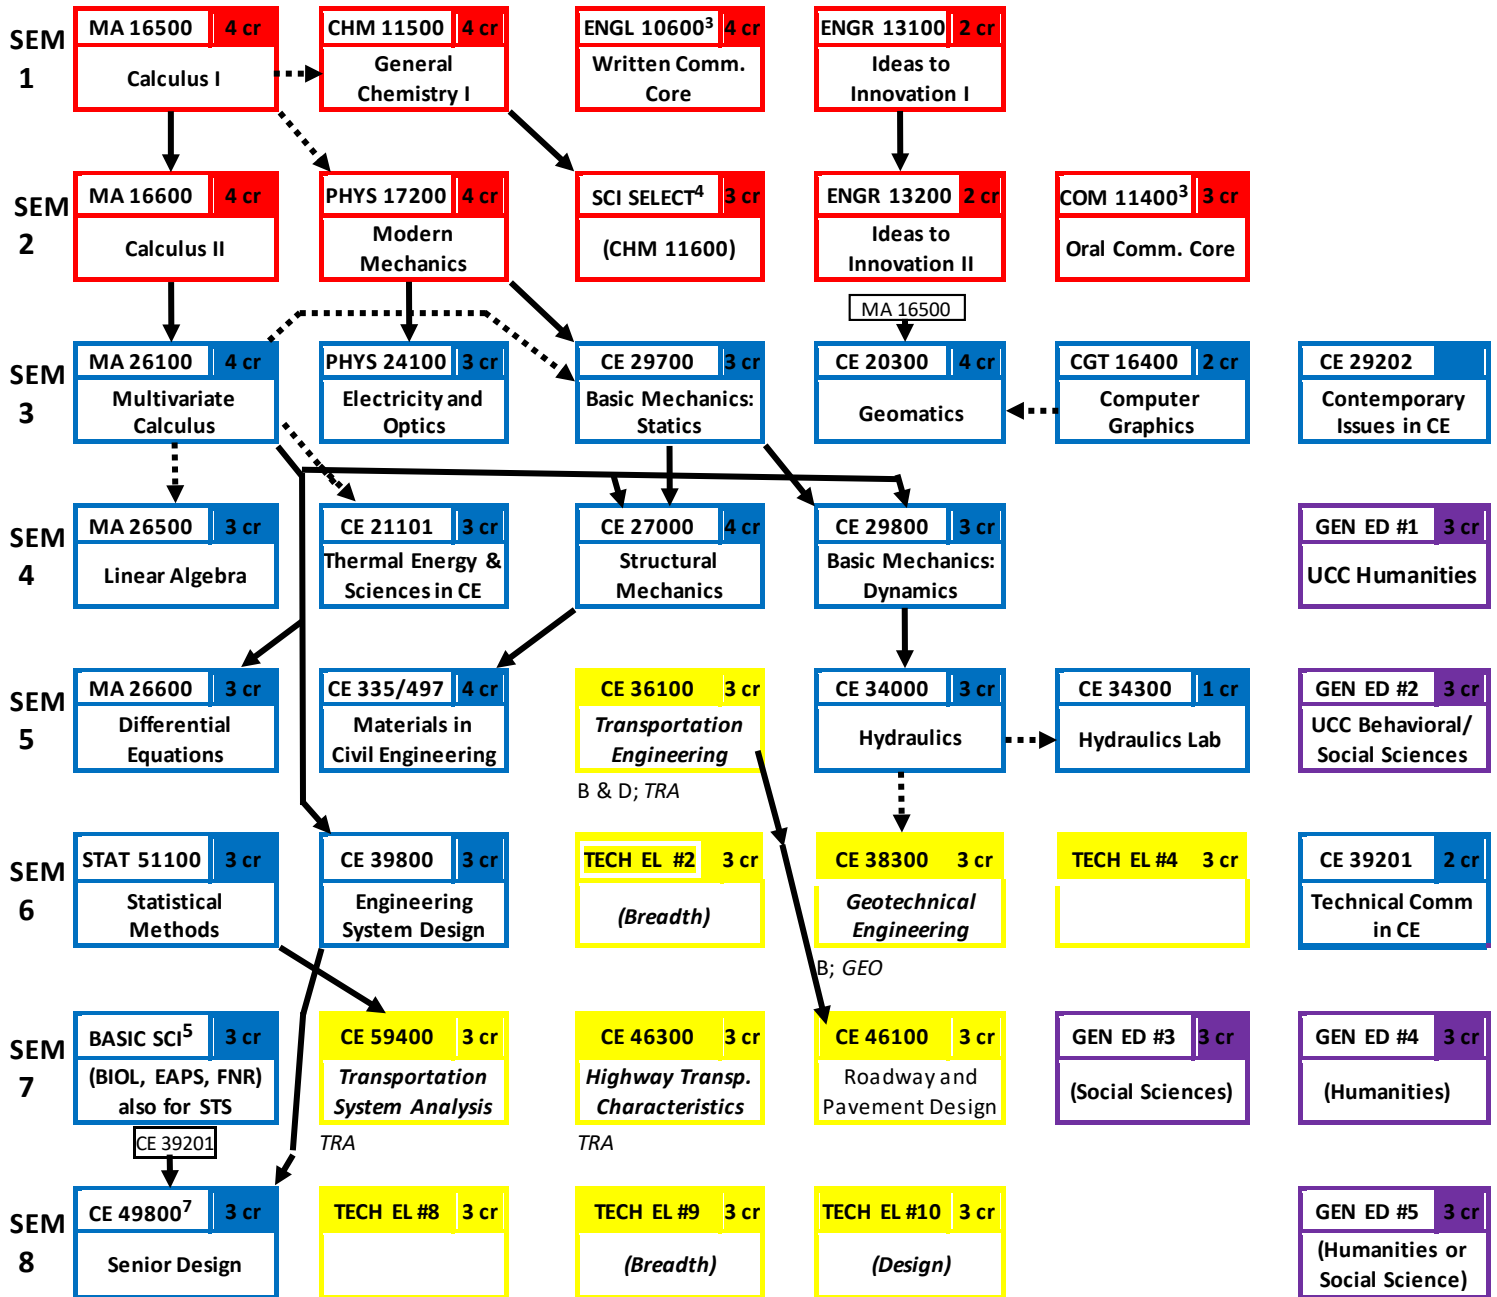 SEM
1
MA 16500 4 cr
Calculus I
CHM 11500 4 cr
General
Chemistry I
ENGL 10600³ 4 cr
Written Comm.
Core
ENGR 13100 2 cr
Ideas to
Innovation I
SEM
2
MA 16600 4 cr
Calculus II
PHYS 17200 4 cr
Modern
Mechanics
SCI SELECT⁴ 3 cr
(CHM 11600)
ENGR 13200 2 cr
Ideas to
Innovation II
COM 11400³ 3 cr
Oral Comm. Core
MA 16500
SEM
3
MA 26100 4 cr
Multivariate
Calculus
PHYS 24100 3 cr
Electricity and
Optics
CE 29700 3 cr
Basic Mechanics:
Statics
CE 20300 4 cr
Geomatics
CGT 16400 2 cr
Computer
Graphics
CE 29202
Contemporary
Issues in CE
SEM
4
MA 26500 3 cr
Linear Algebra
CE 21101 3 cr
Thermal Energy &
Sciences in CE
CE 27000 4 cr
Structural
Mechanics
CE 29800 3 cr
Basic Mechanics:
Dynamics
GEN ED #1 3 cr
UCC Humanities
SEM
5
MA 26600 3 cr
Differential
Equations
CE 335/497 4 cr
Materials in
Civil Engineering
CE 36100 3 cr
Transportation
Engineering
B & D; TRA
CE 34000 3 cr
Hydraulics
CE 34300 1 cr
Hydraulics Lab
GEN ED #2 3 cr
UCC Behavioral/
Social Sciences
SEM
6
STAT 51100 3 cr
Statistical
Methods
CE 39800 3 cr
Engineering
System Design
TECH EL #2 3 cr
(Breadth)
CE 38300 3 cr
Geotechnical
Engineering
B; GEO
TECH EL #4 3 cr
CE 39201 2 cr
Technical Comm
in CE
SEM
7
BASIC SCI⁵ 3 cr
(BIOL, EAPS, FNR)
also for STS
CE 59400 3 cr
Transportation
System Analysis
TRA
CE 46300 3 cr
Highway Transp.
Characteristics
TRA
CE 46100 3 cr
Roadway and
Pavement Design
GEN ED #3 3 cr
(Social Sciences)
GEN ED #4 3 cr
(Humanities)
CE 39201
SEM
8
CE 49800⁷ 3 cr
Senior Design
TECH EL #8 3 cr
TECH EL #9 3 cr
(Breadth)
TECH EL #10 3 cr
(Design)
GEN ED #5 3 cr
(Humanities or
Social Science)